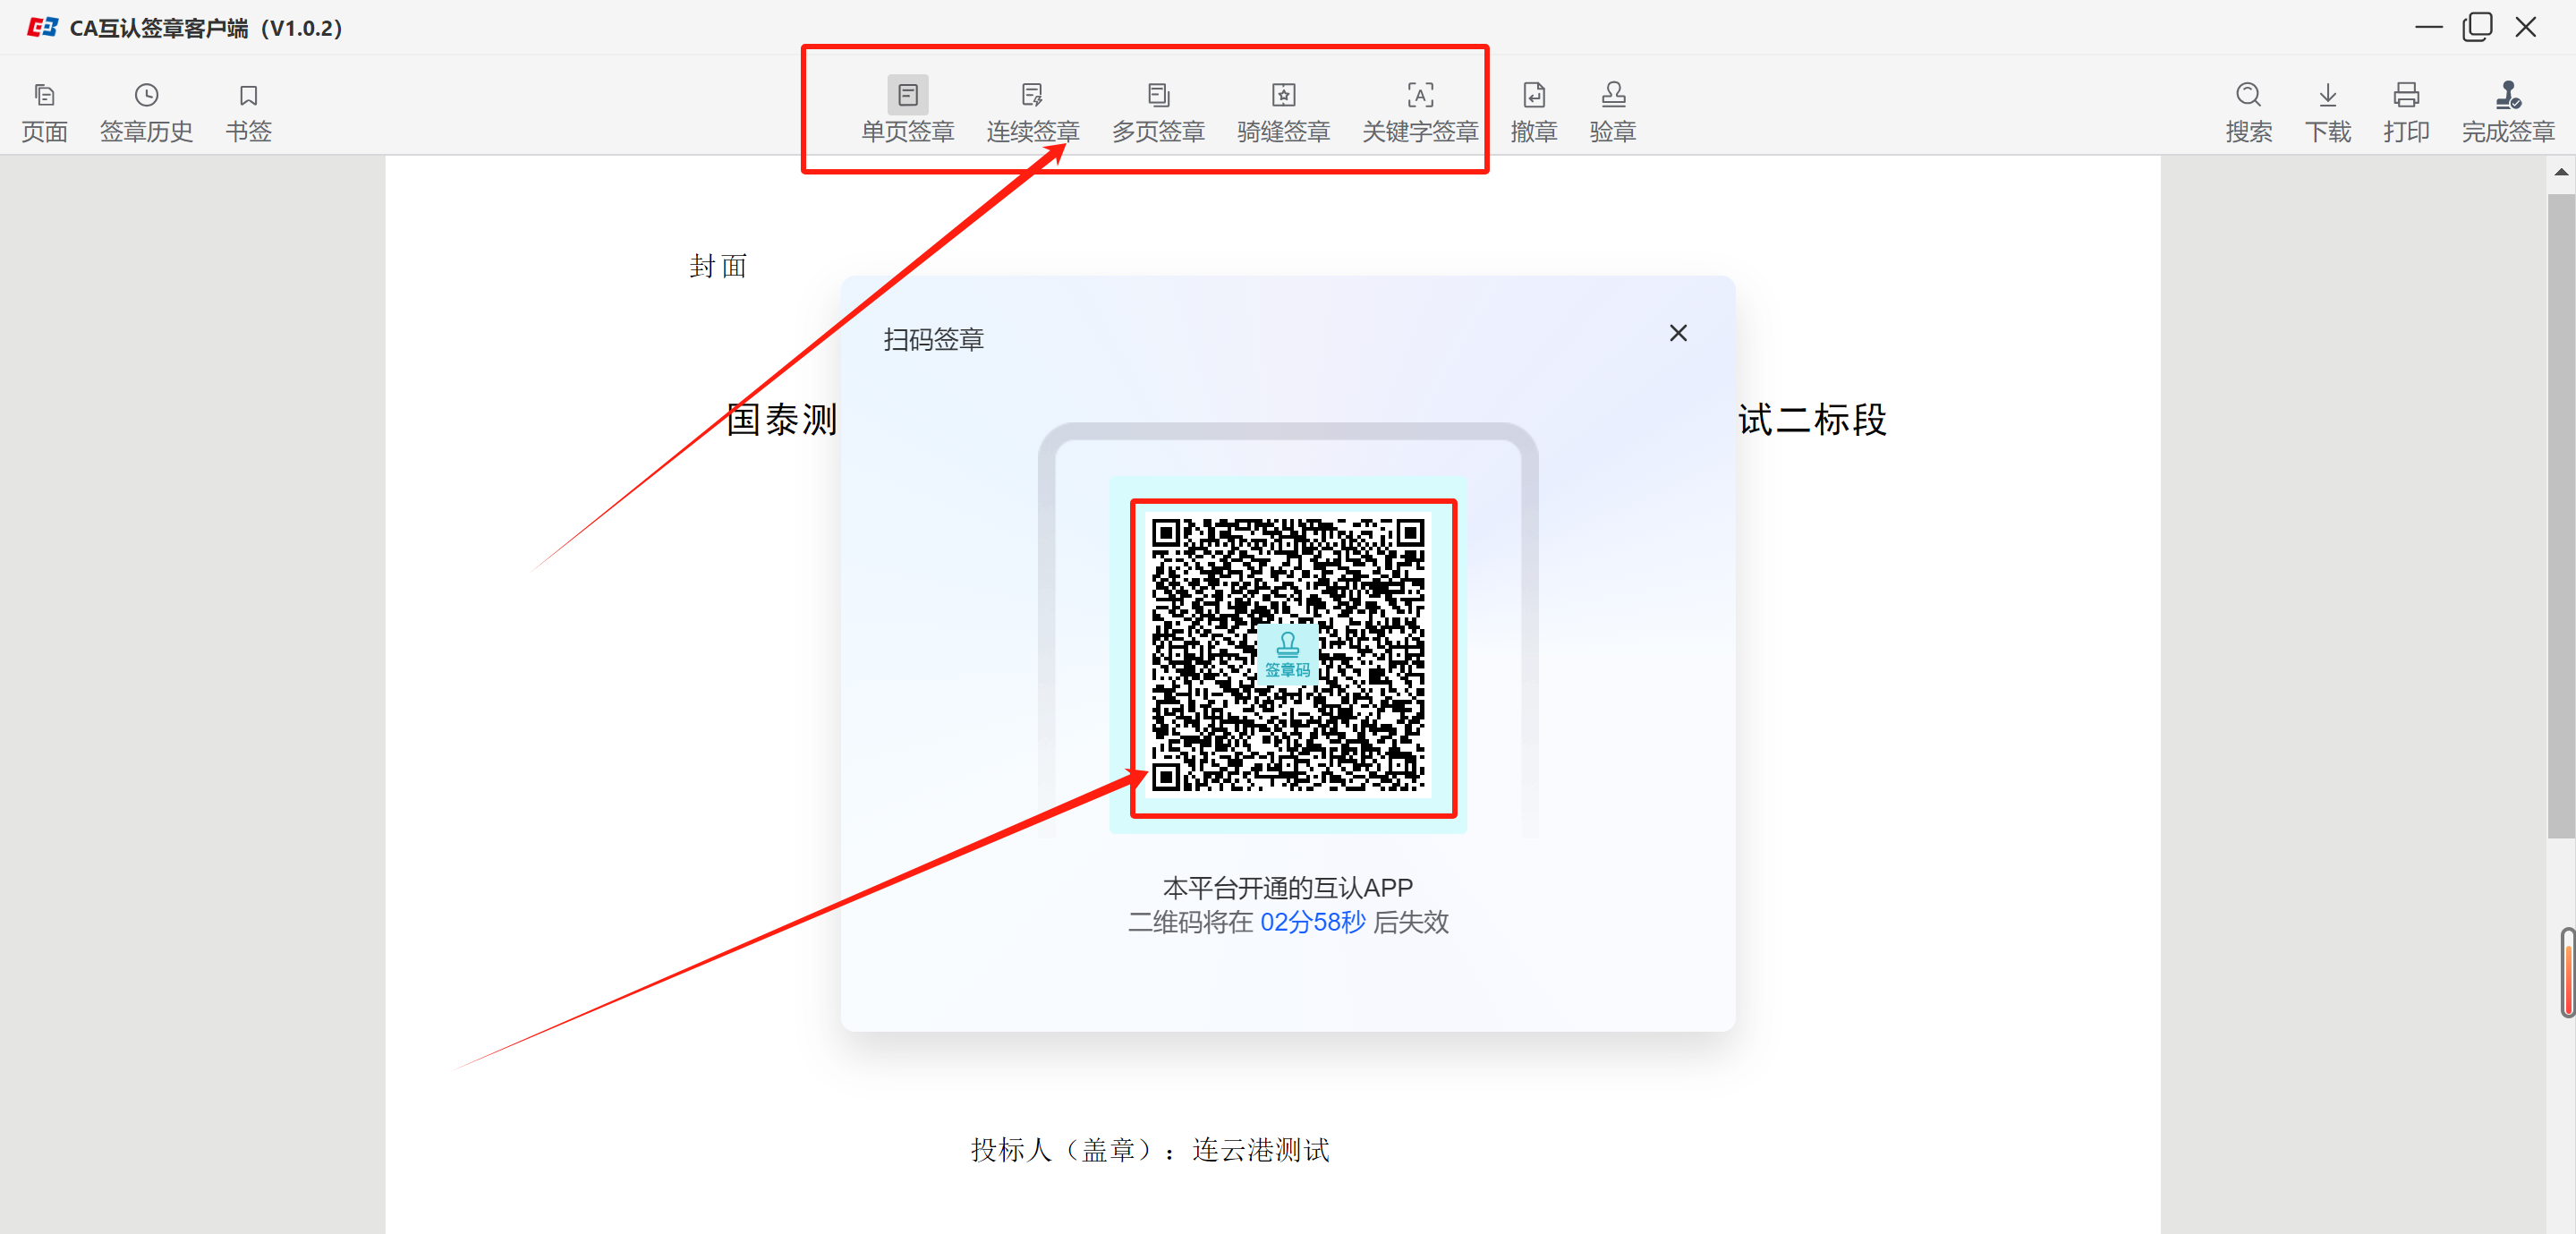 CA互认签章客户端（V1.0.2）
页面 签章历史 书签 单页签章 连续签章 多页签章 骑缝签章 关键字签章 撤章 验章 搜索 下载 打印 完成签章
封面
扫码签章
国泰测 试二标段
签章码
本平台开通的互认APP
二维码将在 02分58秒 后失效
投标人（盖章）：连云港测试